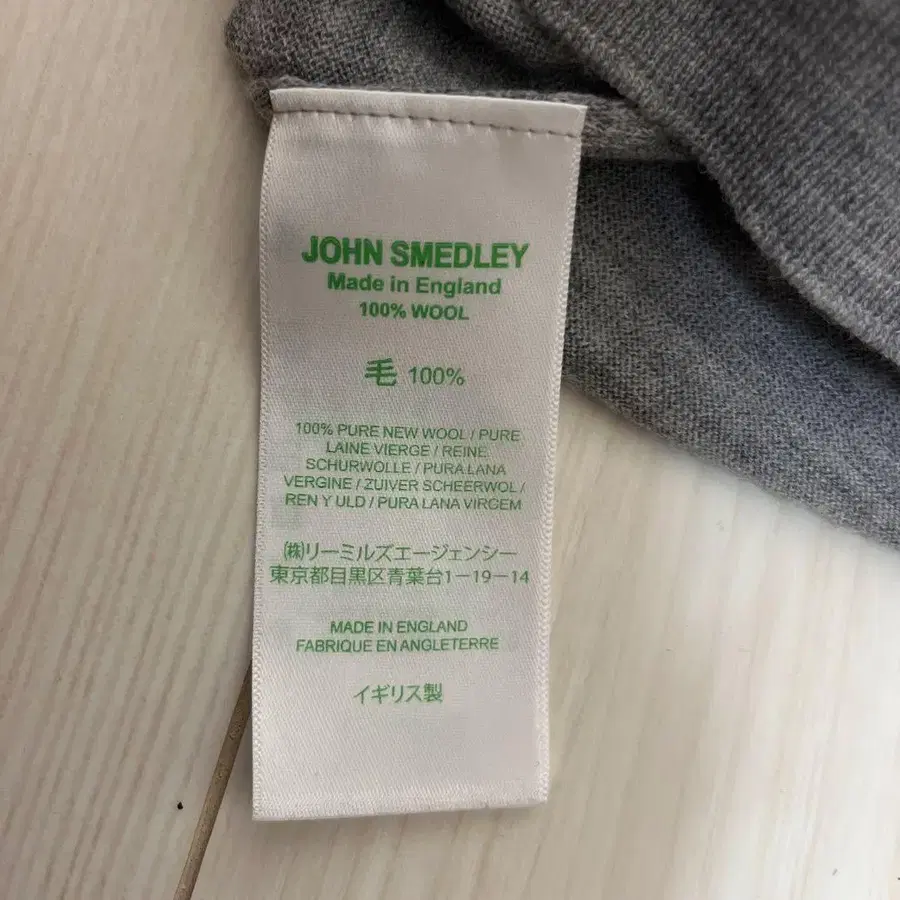 JOHN SMEDLEY
Made in England
100% WOOL
毛 100%
100% PURE NEW WOOL / PURE
LAINE VIERGE / REINE
SCHURWOLLE / PURA LANA
VERGINE / ZUIVER SCHEERWOL /
REN Y ULD / PURA LANA VIRGEM
㈱リーミルズエージェンシー
東京都目黒区青葉台1-19-14
MADE IN ENGLAND
FABRIQUE EN ANGLETERRE
イギリス製